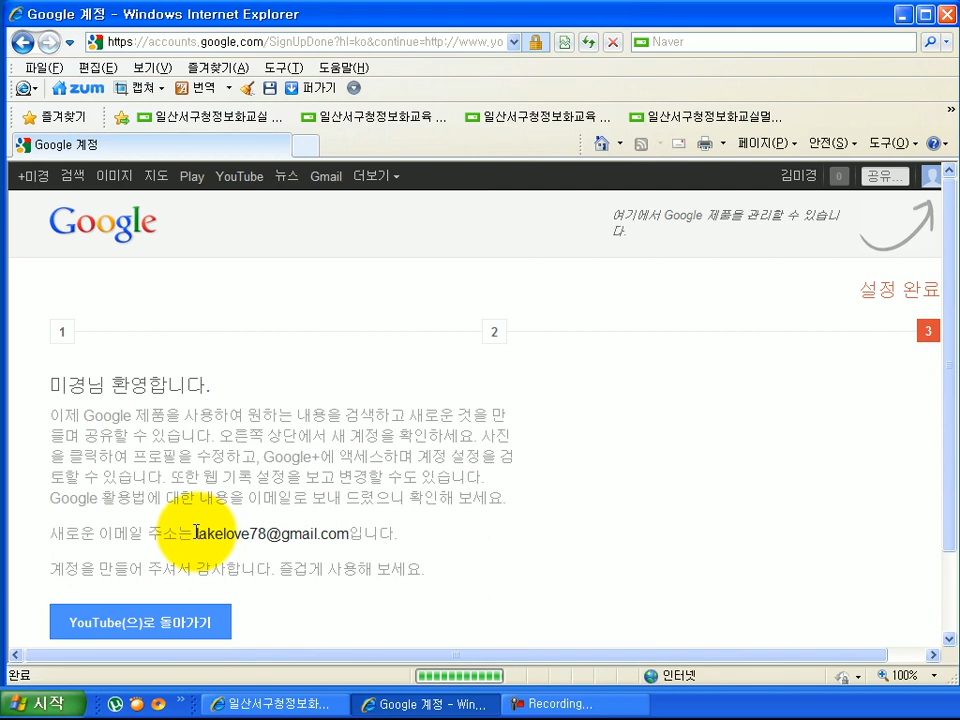 Google 계정 - Windows Internet Explorer
https://accounts.google.com/SignUpDone?hl=ko&continue=http://www.yo
Naver
파일(F) 편집(E) 보기(V) 즐겨찾기(A) 도구(T) 도움말(H)
zum 캡쳐 번역 퍼가기
즐겨찾기 일산서구청정보화교실 ... 일산서구청정보화교육 ... 일산서구청정보화교육 ... 일산서구청정보화교실멀...
Google 계정 페이지(P) 안전(S) 도구(O)
+미경 검색 이미지 지도 Play YouTube 뉴스 Gmail 더보기 김미경 0 공유...
Google
여기에서 Google 제품을 관리할 수 있습니
다.
설정 완료
1 2 3
미경님 환영합니다.
이제 Google 제품을 사용하여 원하는 내용을 검색하고 새로운 것을 만
들며 공유할 수 있습니다. 오른쪽 상단에서 새 계정을 확인하세요. 사진
을 클릭하여 프로필을 수정하고, Google+에 액세스하며 계정 설정을 검
토할 수 있습니다. 또한 웹 기록 설정을 보고 변경할 수도 있습니다.
Google 활용법에 대한 내용을 이메일로 보내 드렸으니 확인해 보세요.
새로운 이메일 주소는 lakelove78@gmail.com입니다.
계정을 만들어 주셔서 감사합니다. 즐겁게 사용해 보세요.
YouTube(으)로 돌아가기
완료 인터넷 100%
시작 일산서구청정보화... Google 계정 - Win... Recording...